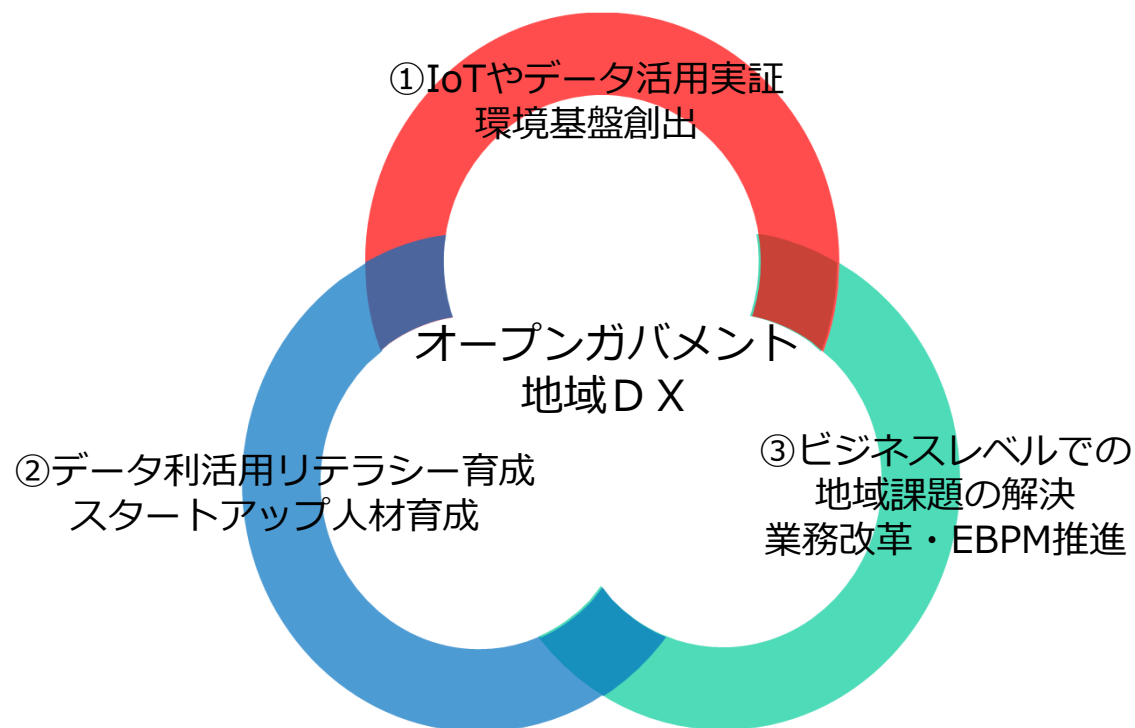 ①IoTやデータ活用実証
環境基盤創出
オープンガバメント
地域ＤＸ
②データ利活用リテラシー育成
スタートアップ人材育成
③ビジネスレベルでの
地域課題の解決
業務改革・EBPM推進